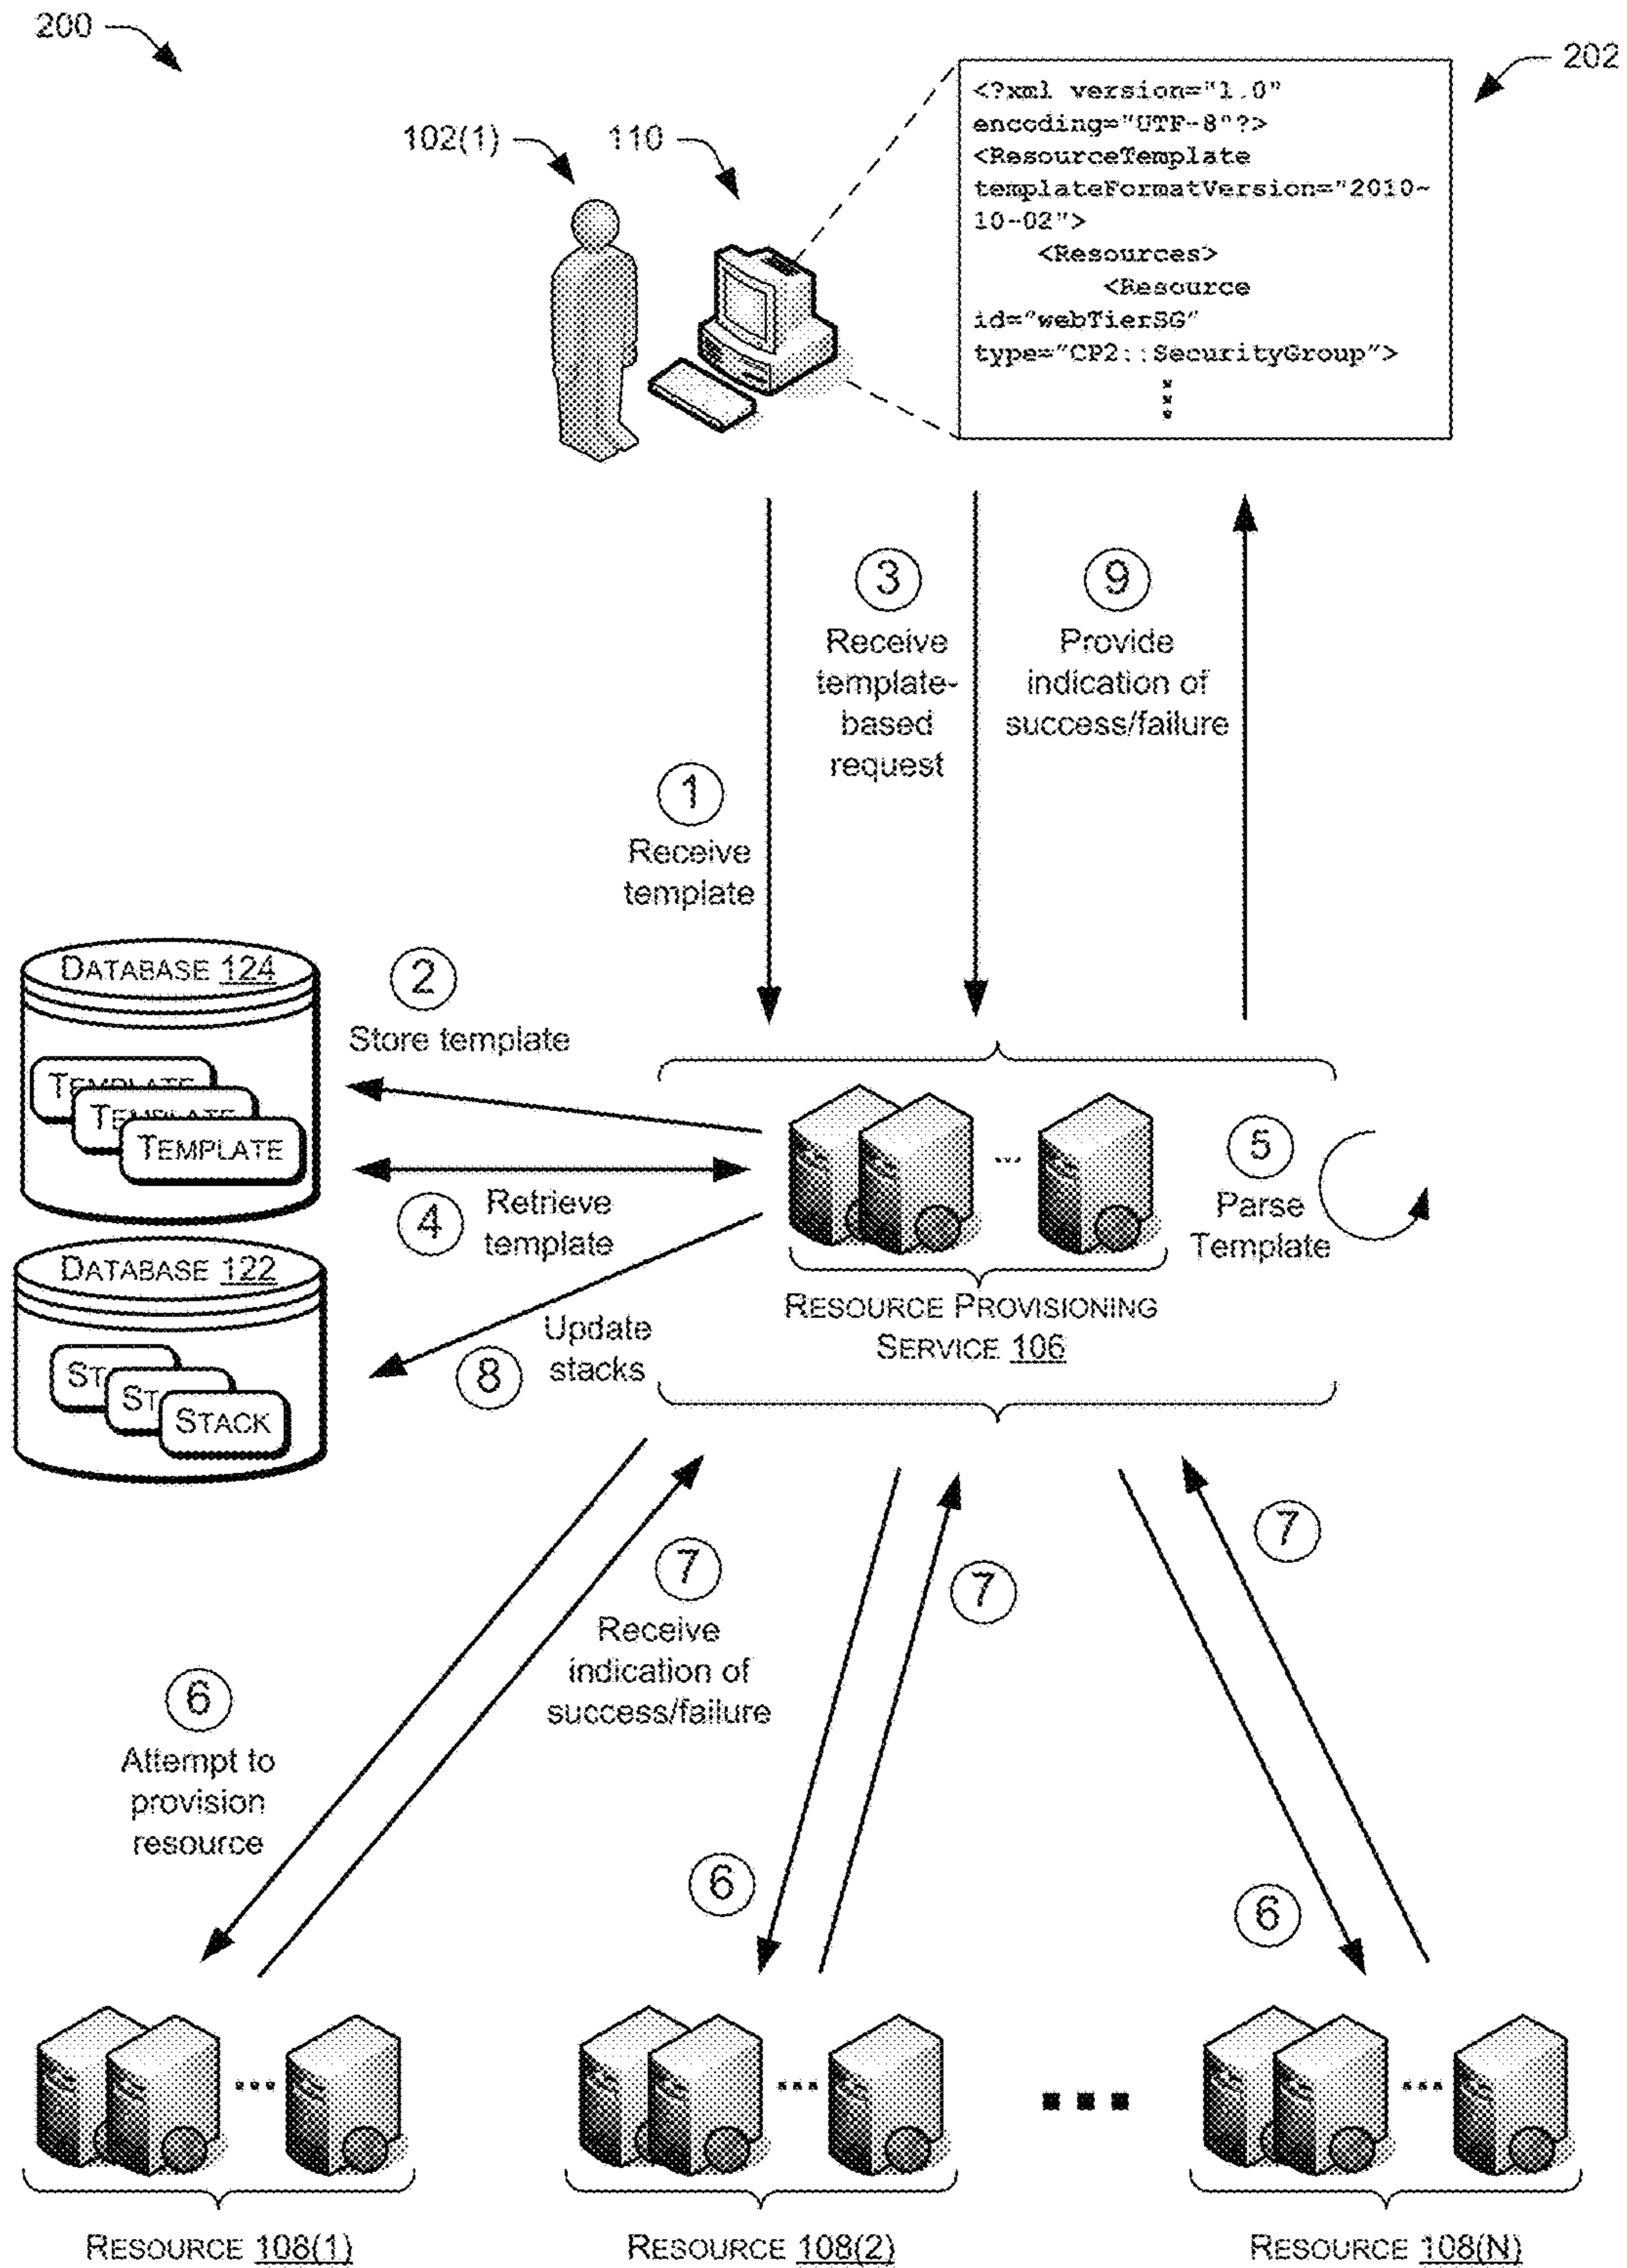 200
202
102(1)
110
<?xml version="1.0"
encoding="UTF-8"?>
<ResourceTemplate
templateFormatVersion="2010-
10-02">
<Resources>
<Resource
id="webTierSG"
type="CP2::SecurityGroup">
3
Receive
template-
based
request
9
Provide
indication of
success/failure
1
Receive
template
DATABASE 124
TEMPLATE
TEMPLATE
TEMPLATE
2
Store template
4
Retrieve
template
5
Parse
Template
DATABASE 122
ST
ST
STACK
8
Update
stacks
RESOURCE PROVISIONING
SERVICE 106
7
Receive
indication of
success/failure
7
7
6
Attempt to
provision
resource
6
6
...
...
...
...
...
RESOURCE 108(1)
RESOURCE 108(2)
RESOURCE 108(N)